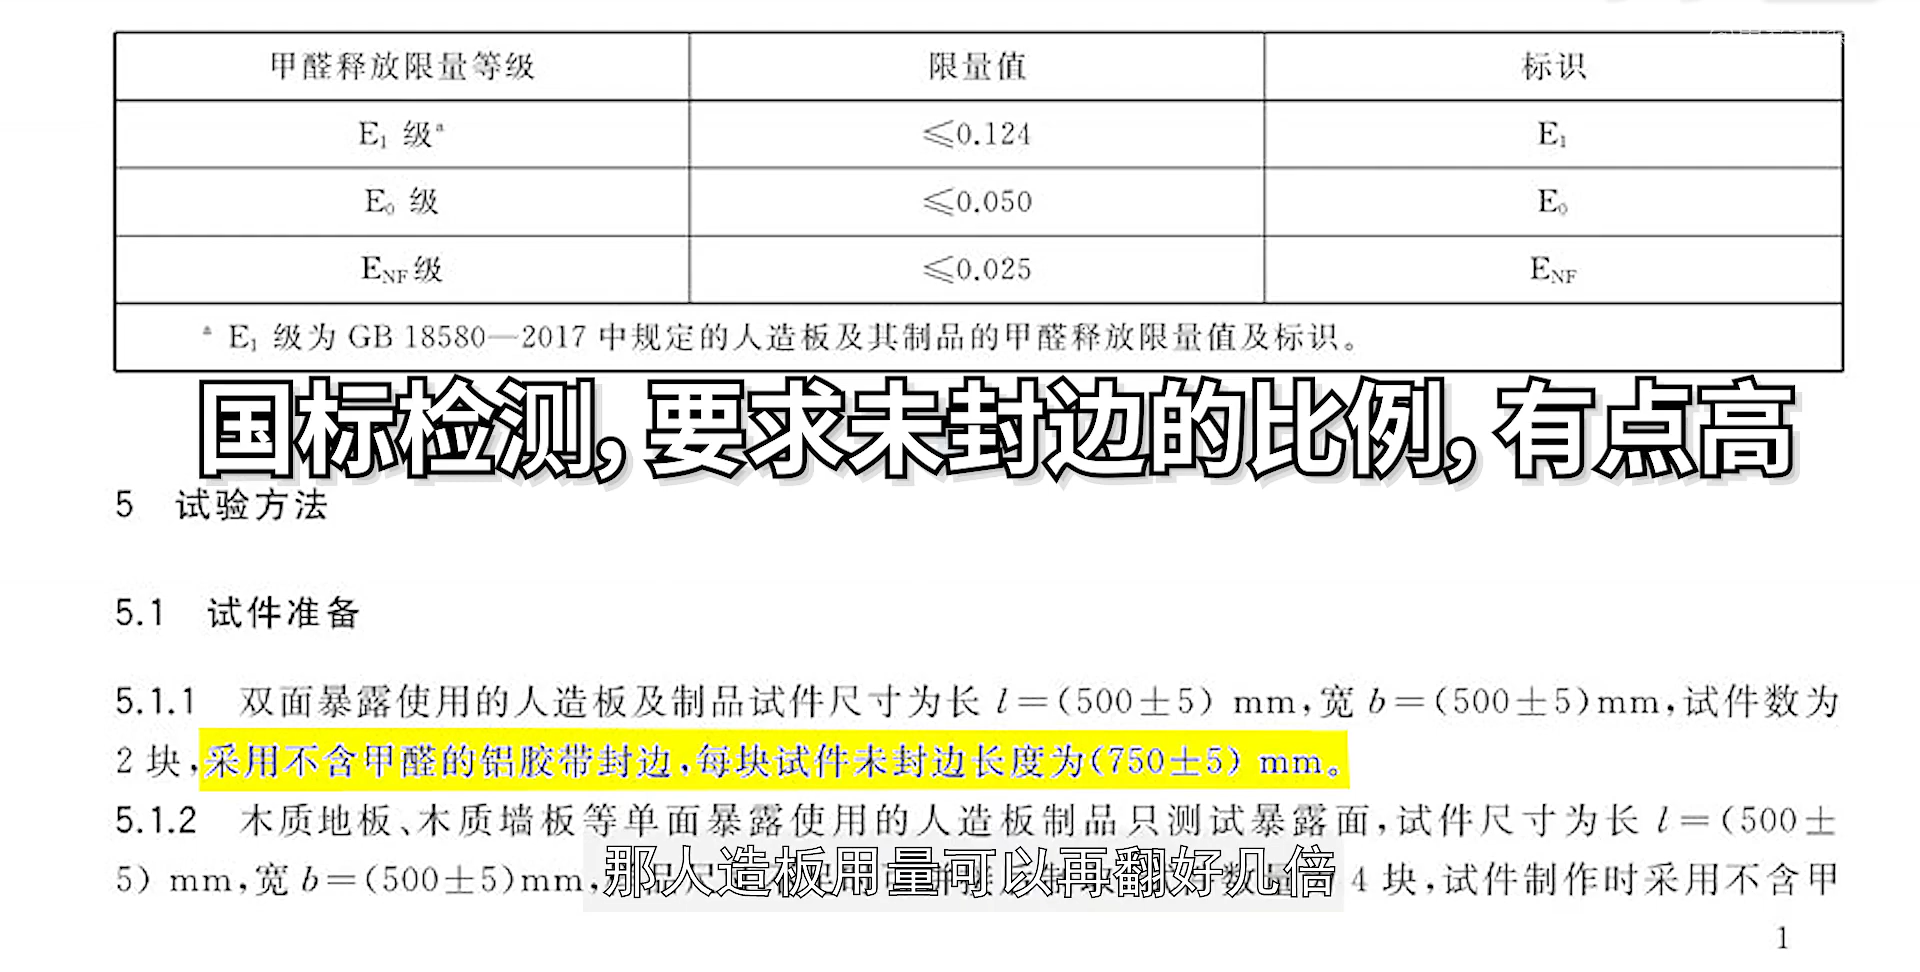 甲醛释放限量等级 限量值 标识
E₁ 级ᵃ ≤0.124 E₁
E₀ 级 ≤0.050 E₀
E_NF级 ≤0.025 E_NF
ᵃ E₁ 级为 GB 18580—2017 中规定的人造板及其制品的甲醛释放限量值及标识。
国标检测,要求未封边的比例,有点高
5 试验方法
5.1 试件准备
5.1.1 双面暴露使用的人造板及制品试件尺寸为长 l=(500±5) mm,宽 b=(500±5)mm,试件数为
2 块,采用不含甲醛的铝胶带封边,每块试件未封边长度为(750±5) mm。
5.1.2 木质地板、木质墙板等单面暴露使用的人造板制品只测试暴露面,试件尺寸为长 l=(500±
5) mm,宽 b=(500±5)mm, 4 块,试件制作时采用不含甲
那人造板用量可以再翻好几倍
1